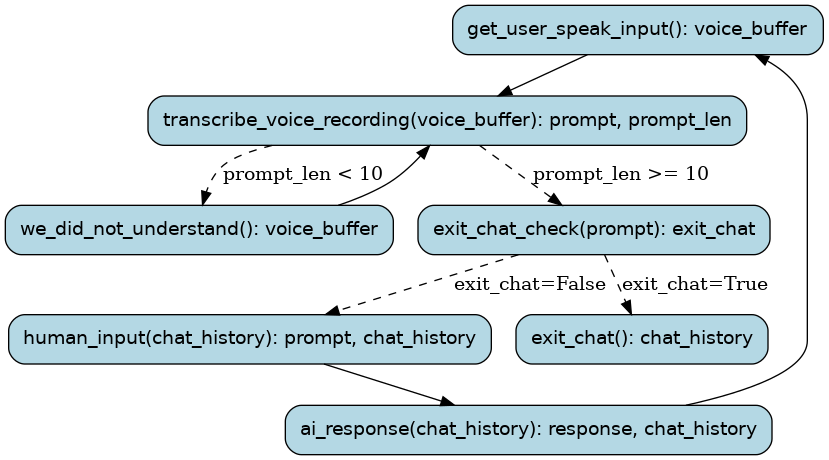 get_user_speak_input(): voice_buffer
transcribe_voice_recording(voice_buffer): prompt, prompt_len
prompt_len < 10
prompt_len >= 10
we_did_not_understand(): voice_buffer
exit_chat_check(prompt): exit_chat
exit_chat=False
exit_chat=True
human_input(chat_history): prompt, chat_history
exit_chat(): chat_history
ai_response(chat_history): response, chat_history